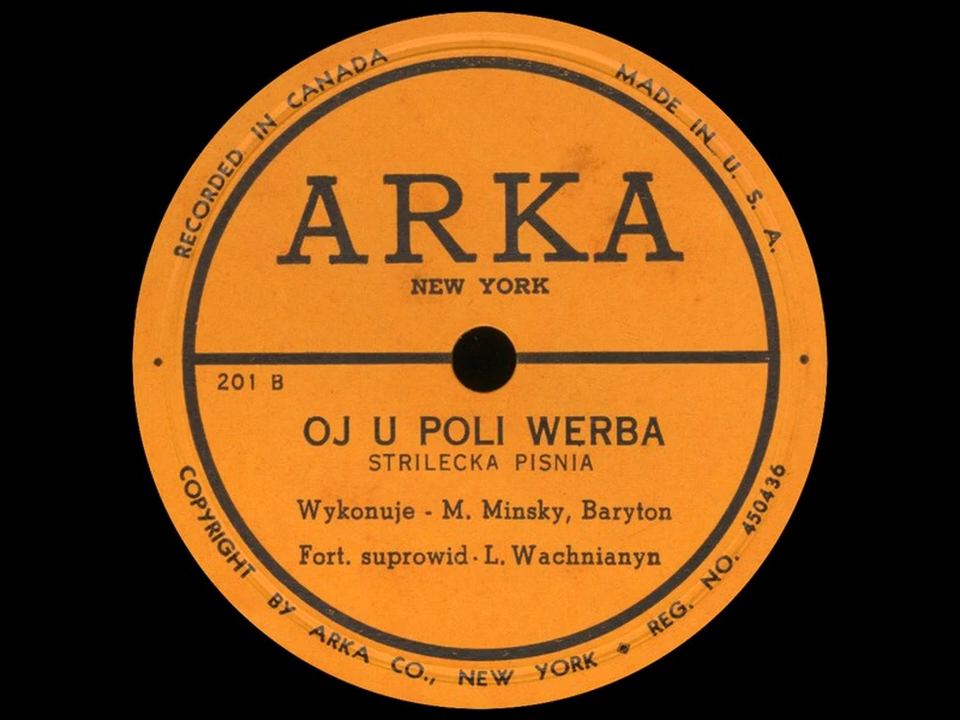 RECORDED IN CANADA
MADE IN U. S. A.
ARKA
NEW YORK
201 B
OJ U POLI WERBA
STRILECKA PISNIA
Wykonuje - M. Minsky, Baryton
Fort. suprowid - L. Wachnianyn
COPYRIGHT BY ARKA CO., NEW YORK ◆ REG. NO. 450436